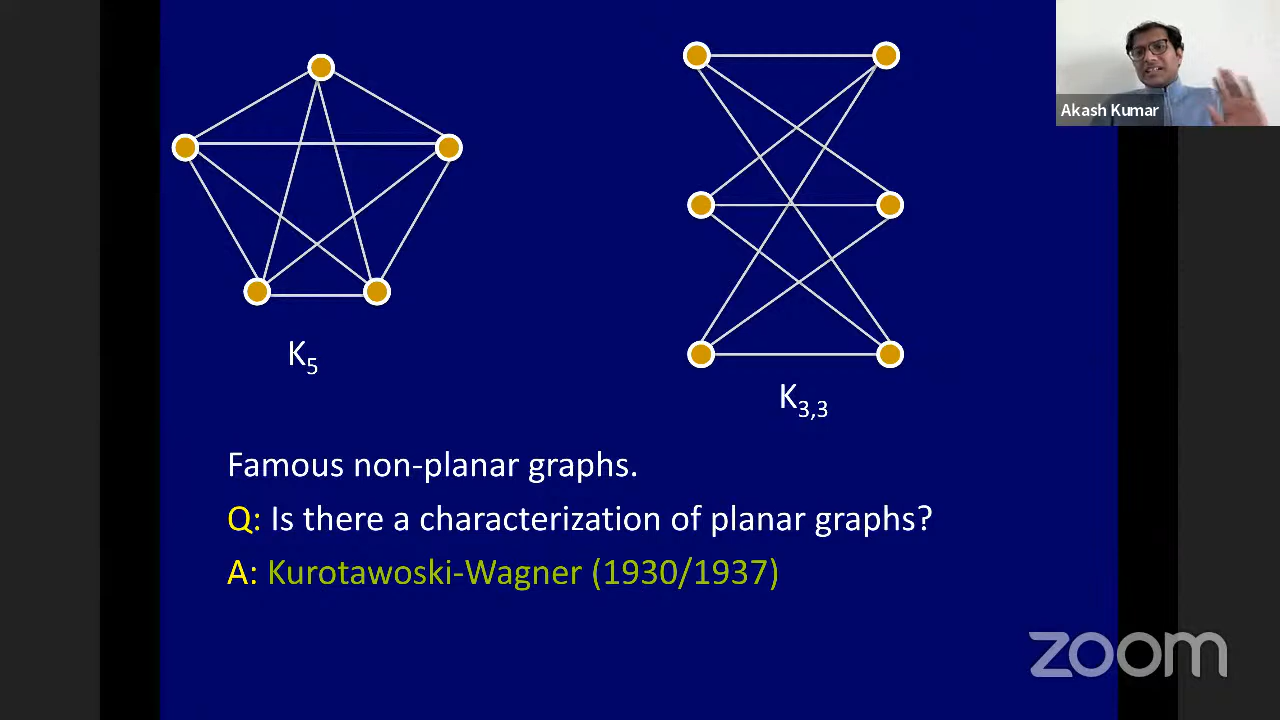 Akash Kumar
K5
K3,3
Famous non-planar graphs.
Q: Is there a characterization of planar graphs?
A: Kurotawoski-Wagner (1930/1937)
zoom